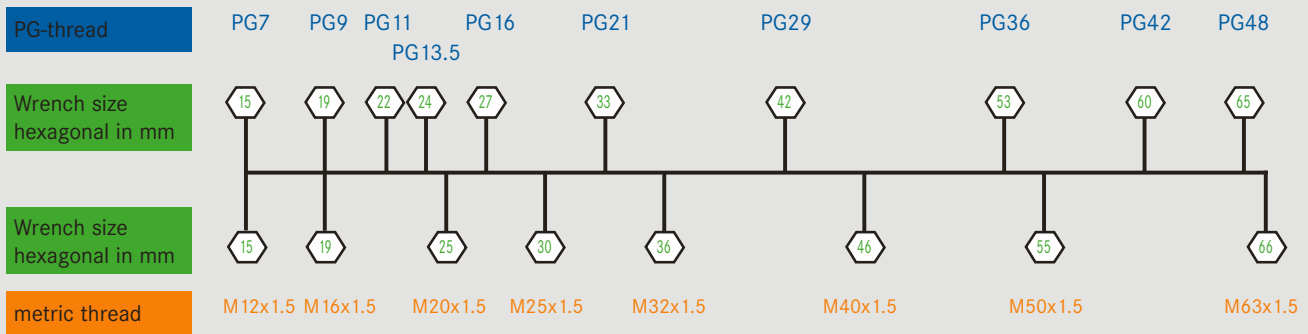 PG-thread PG7 PG9 PG11 PG16 PG21 PG29 PG36 PG42 PG48
PG13.5
Wrench size
hexagonal in mm
15 19 22 24 27 33 42 53 60 65
Wrench size
hexagonal in mm
15 19 25 30 36 46 55 66
metric thread M12x1.5 M16x1.5 M20x1.5 M25x1.5 M32x1.5 M40x1.5 M50x1.5 M63x1.5